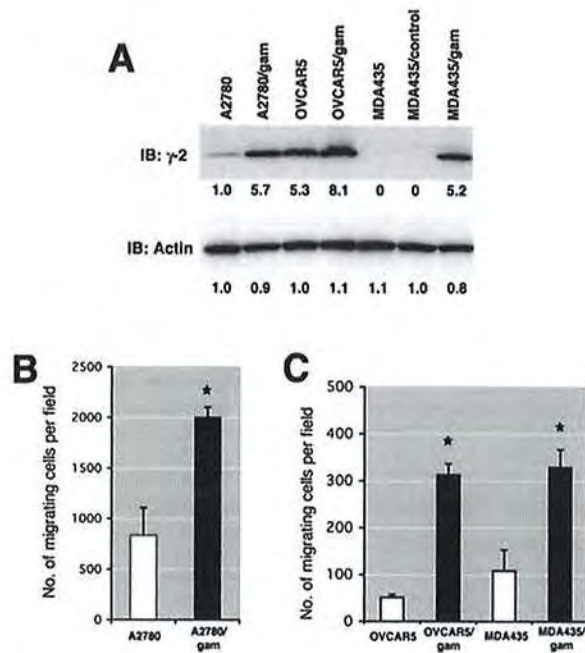 A
A2780
A2780/gam
OVCAR5
OVCAR5/gam
MDA435
MDA435/control
MDA435/gam
IB: γ-2
1.0 5.7 5.3 8.1 0 0 5.2
IB: Actin
1.0 0.9 1.0 1.1 1.1 1.0 0.8
B
No. of migrating cells per field
2500
2000
1500
1000
500
0
★
A2780
A2780/
gam
C
No. of migrating cells per field
500
400
300
200
100
0
★
★
OVCAR5
OVCAR5/
gam
MDA435
MDA435/
gam